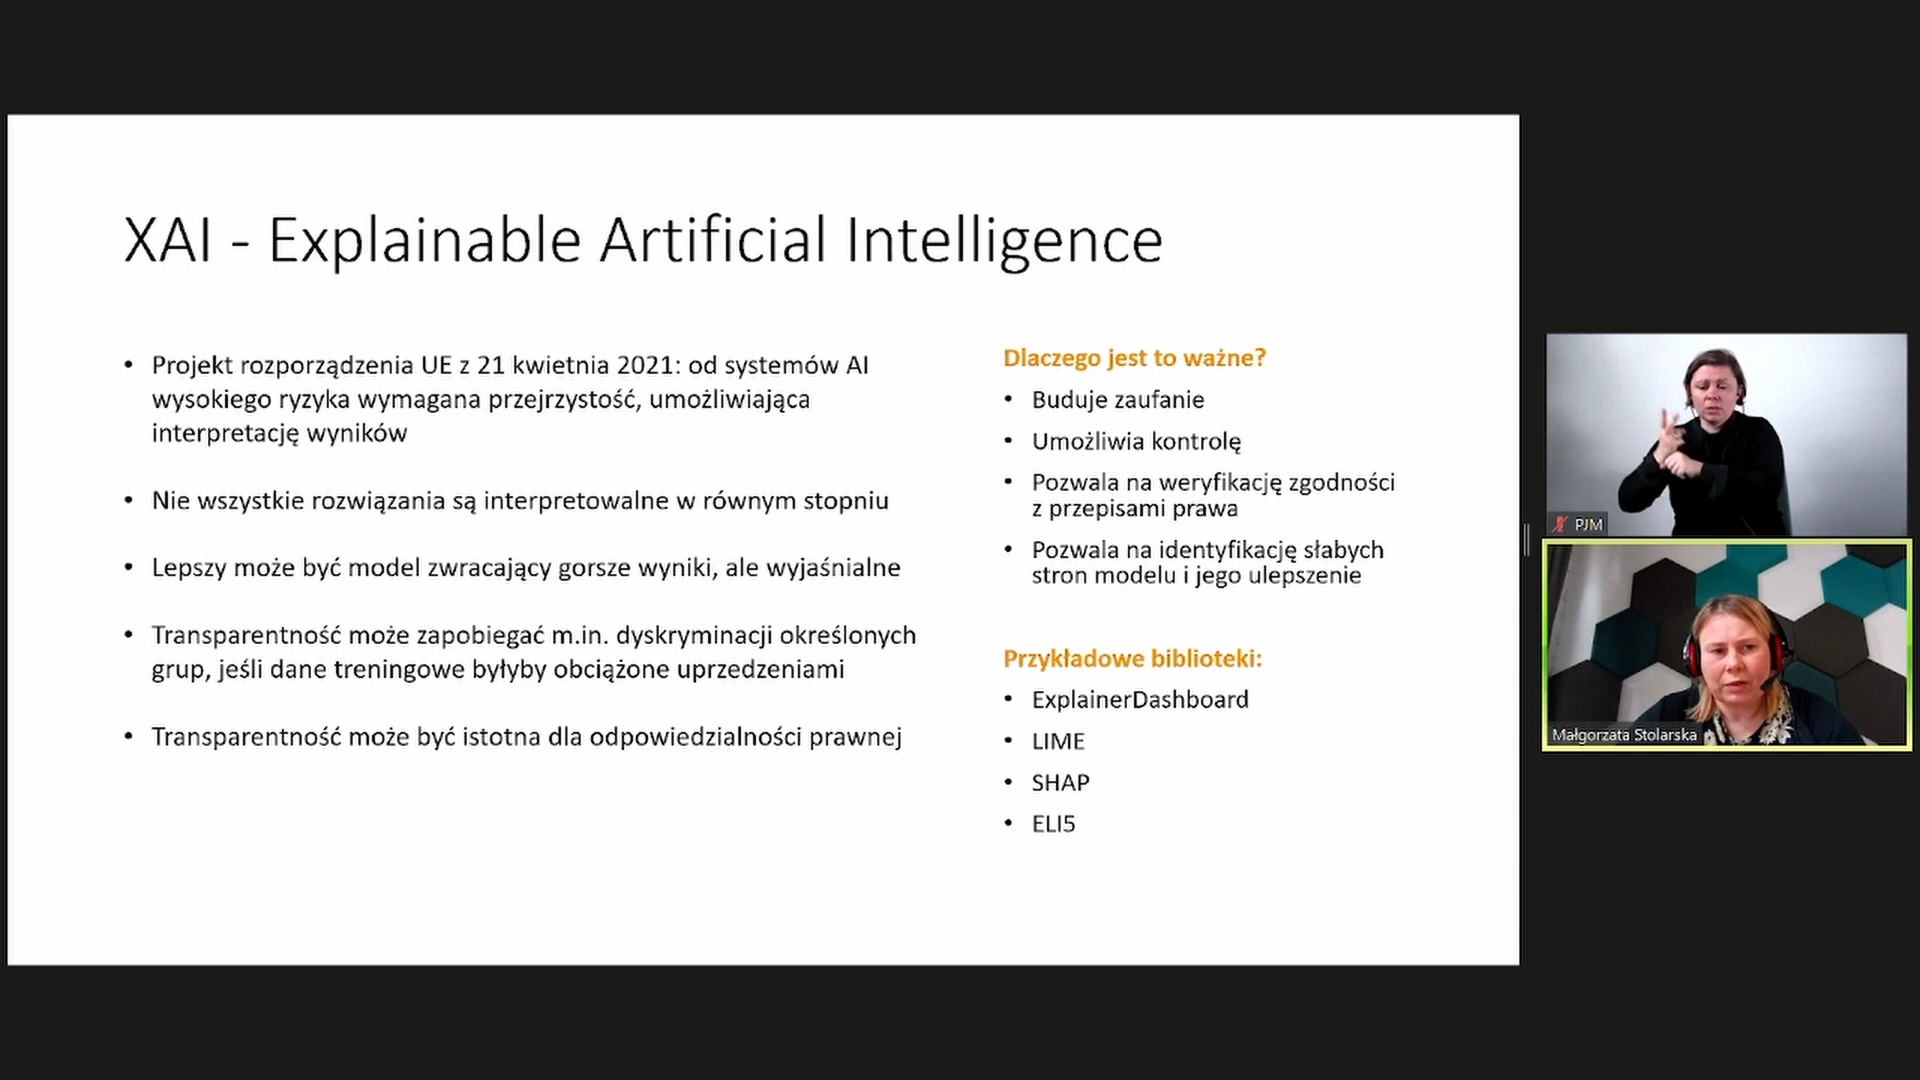 XAI - Explainable Artificial Intelligence
• Projekt rozporządzenia UE z 21 kwietnia 2021: od systemów AI
wysokiego ryzyka wymagana przejrzystość, umożliwiająca
interpretację wyników
• Nie wszystkie rozwiązania są interpretowalne w równym stopniu
• Lepszy może być model zwracający gorsze wyniki, ale wyjaśnialne
• Transparentność może zapobiegać m.in. dyskryminacji określonych
grup, jeśli dane treningowe byłyby obciążone uprzedzeniami
• Transparentność może być istotna dla odpowiedzialności prawnej
Dlaczego jest to ważne?
• Buduje zaufanie
• Umożliwia kontrolę
• Pozwala na weryfikację zgodności
z przepisami prawa
• Pozwala na identyfikację słabych
stron modelu i jego ulepszenie
Przykładowe biblioteki:
• ExplainerDashboard
• LIME
• SHAP
• ELI5
PJM
Małgorzata Stolarska